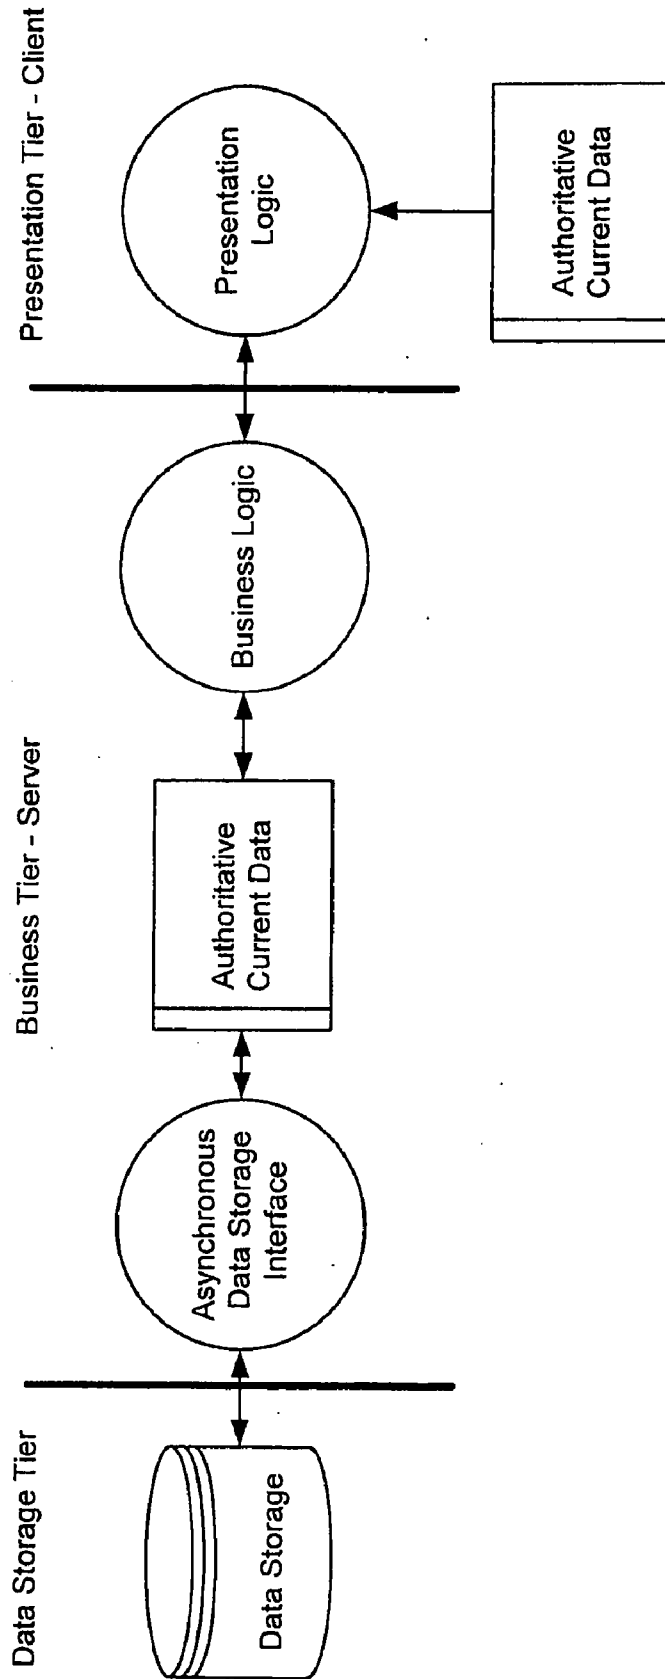 Data Storage Tier
Business Tier - Server
Presentation Tier - Client
Data Storage
Asynchronous
Data Storage
Interface
Authoritative
Current Data
Business Logic
Presentation
Logic
Authoritative
Current Data